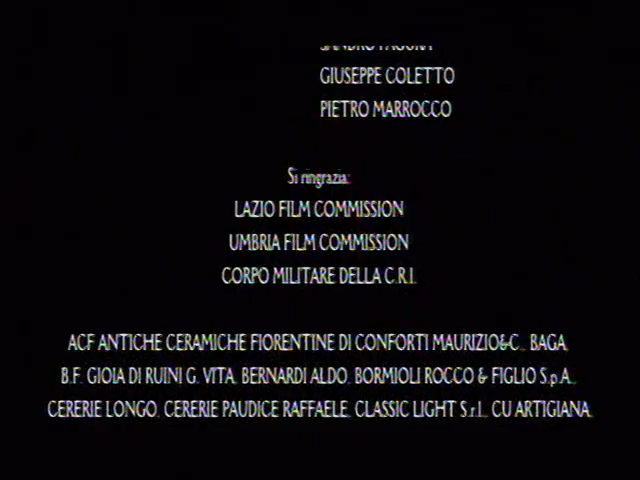 GIUSEPPE COLETTO
PIETRO MARROCCO
Si ringrazia:
LAZIO FILM COMMISSION
UMBRIA FILM COMMISSION
CORPO MILITARE DELLA C.R.I.
ACF ANTICHE CERAMICHE FIORENTINE DI CONFORTI MAURIZIO&C., BAGA,
B.F. GIOIA DI RUINI G. VITA, BERNARDI ALDO, BORMIOLI ROCCO & FIGLIO S.p.A.,
CERERIE LONGO, CERERIE PAUDICE RAFFAELE, CLASSIC LIGHT S.r.l., CU ARTIGIANA,